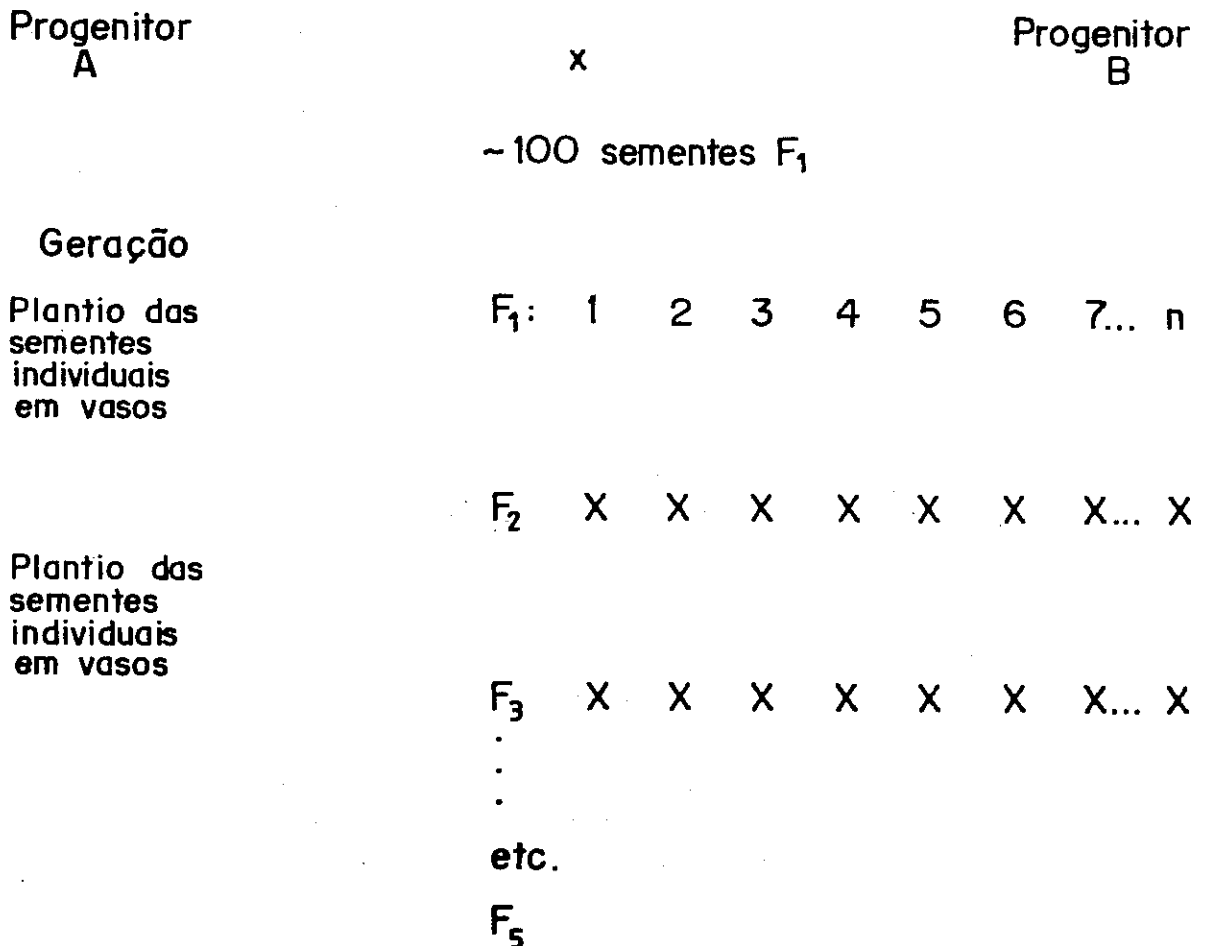 Progenitor
A
x
Progenitor
B
~100 sementes F₁
Geração
Plantio das
sementes
individuais
em vasos
F₁: 1 2 3 4 5 6 7... n
F₂ X X X X X X X... X
Plantio das
sementes
individuais
em vasos
F₃ X X X X X X X... X
.
.
.
etc.
F₅